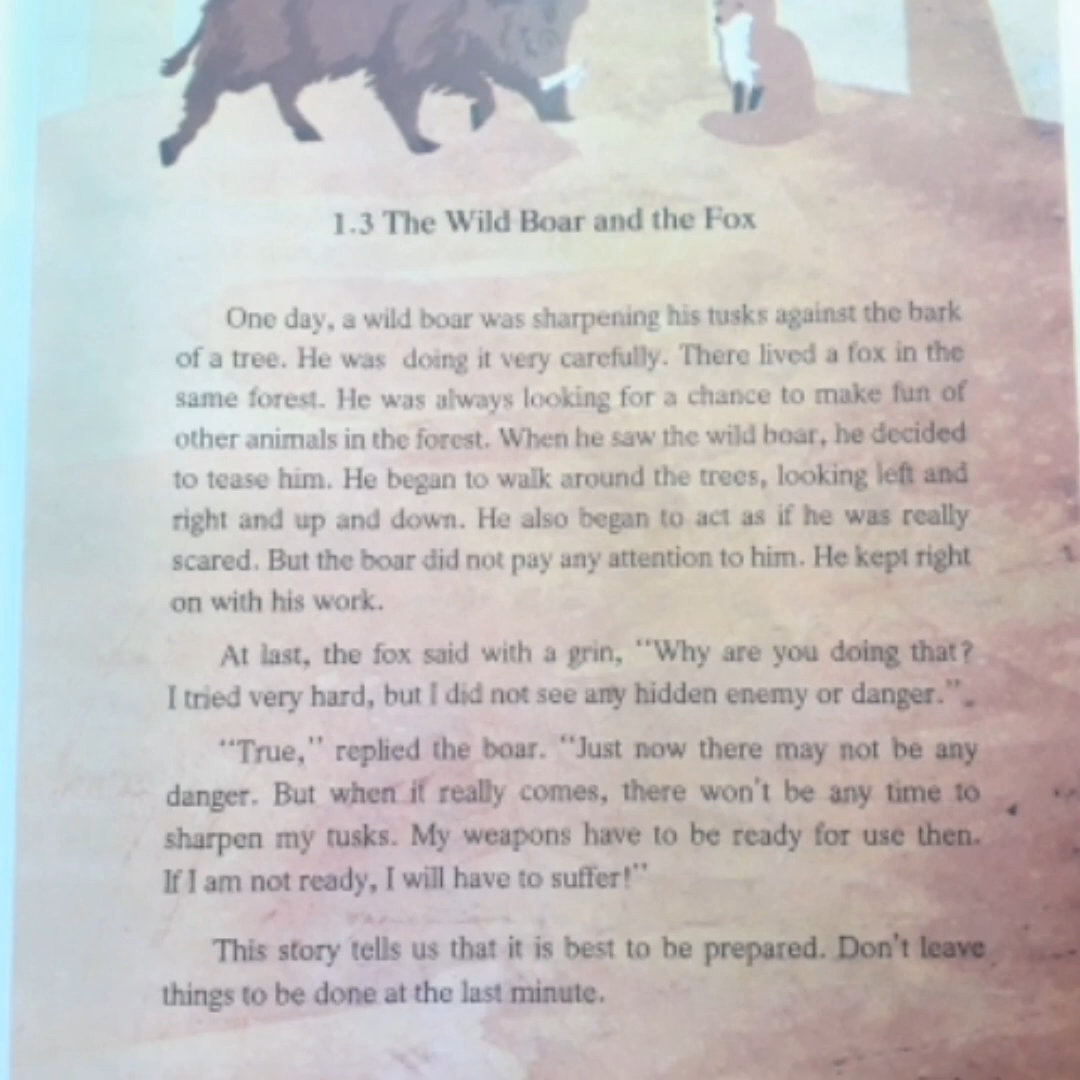 1.3 The Wild Boar and the Fox
One day, a wild boar was sharpening his tusks against the bark
of a tree. He was doing it very carefully. There lived a fox in the
same forest. He was always looking for a chance to make fun of
other animals in the forest. When he saw the wild boar, he decided
to tease him. He began to walk around the trees, looking left and
right and up and down. He also began to act as if he was really
scared. But the boar did not pay any attention to him. He kept right
on with his work.
At last, the fox said with a grin, “Why are you doing that?
I tried very hard, but I did not see any hidden enemy or danger.”.
“True,” replied the boar. “Just now there may not be any
danger. But when it really comes, there won't be any time to
sharpen my tusks. My weapons have to be ready for use then.
If I am not ready, I will have to suffer!”
This story tells us that it is best to be prepared. Don't leave
things to be done at the last minute.